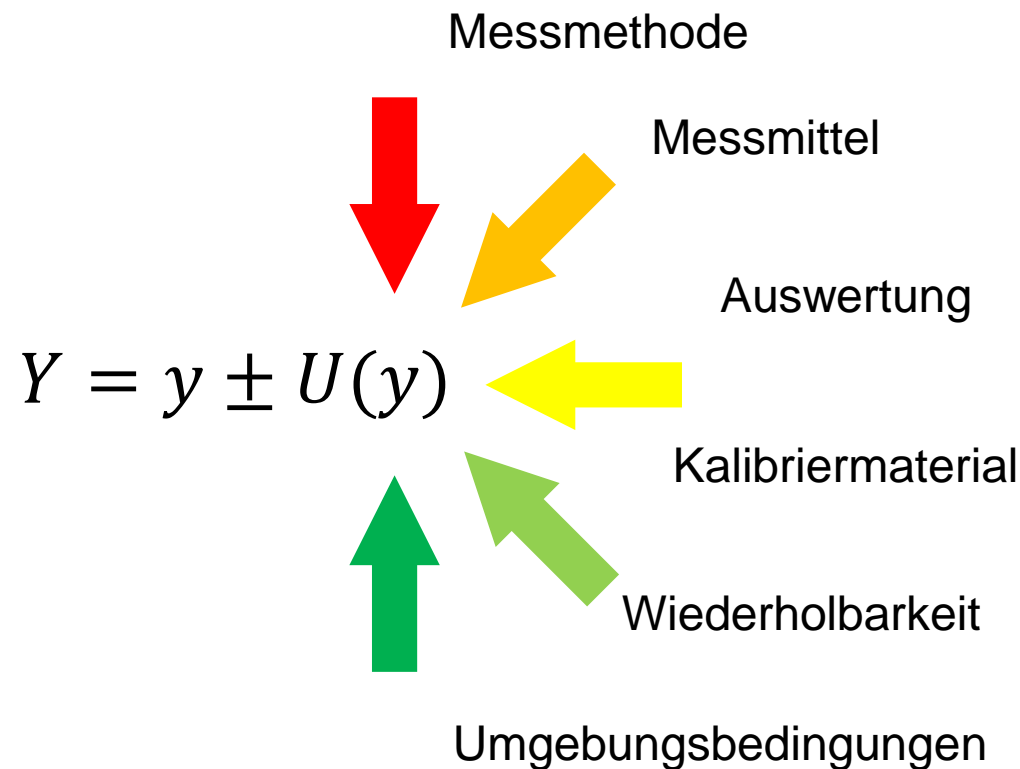 Messmethode
Messmittel
Auswertung
Y = y ± U(y)
Kalibriermaterial
Wiederholbarkeit
Umgebungsbedingungen